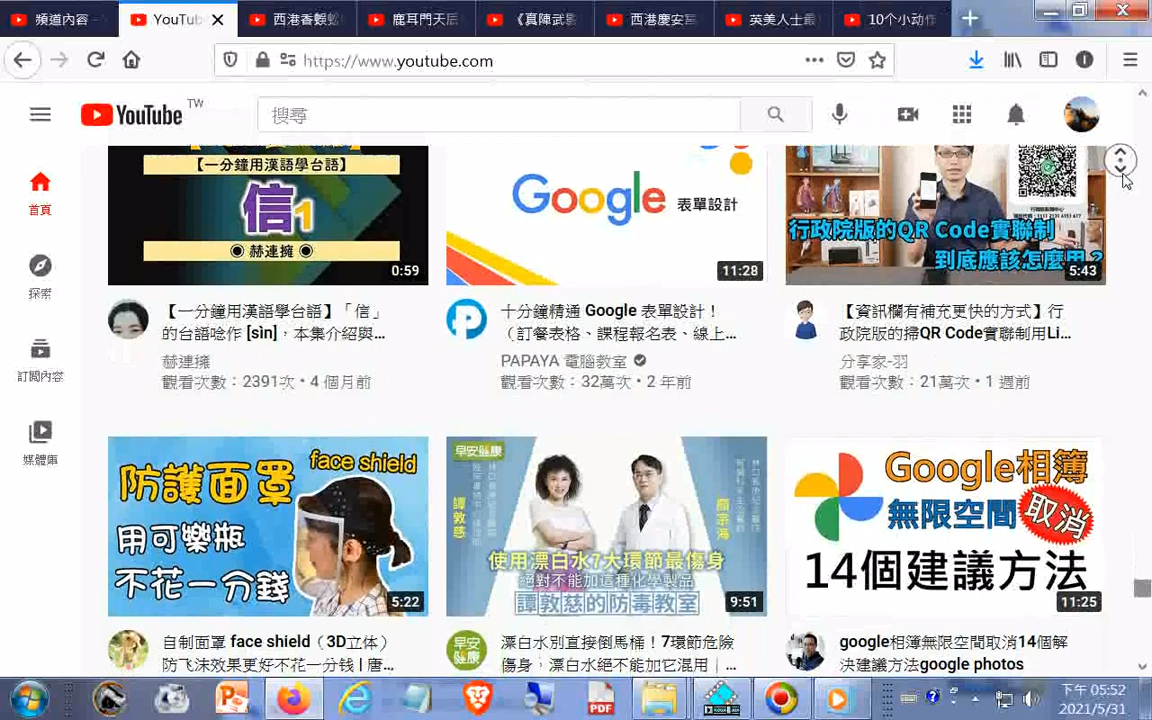 頻道內容 -
YouTub
西港香觀
鹿耳門天后
《真陣武
西港慶安宮
英美人士最
10个小动作
https://www.youtube.com
YouTube TW
搜尋
首頁
探索
訂閱內容
媒體庫
【一分鐘用漢語學台語】
信1
◉ 赫連擁 ◉
0:59
Google 表單設計
11:28
行政院版的QR Code實聯制
到底應該怎麼用？
5:43
【一分鐘用漢語學台語】「信」
的台語唸作 [sìn]，本集介紹與...
赫連擁
觀看次數：2391次 • 4 個月前
十分鐘精通 Google 表單設計！
（訂餐表格、課程報名表、線上...
PAPAYA 電腦教室
觀看次數：32萬次 • 2 年前
【資訊欄有補充更快的方式】行
政院版的掃QR Code實聯制用Li...
分享家-羽
觀看次數：21萬次 • 1 週前
防護面罩 face shield
用可樂瓶
不花一分錢
5:22
早安健康
譚敦慈
顏宗海
使用漂白水7大環節最傷身
絕對不能加這種化學製品
譚敦慈的防毒教室
9:51
Google相簿
無限空間 取消
14個建議方法
11:25
自制面罩 face shield（3D立体）
防飞沫效果更好不花一分钱 | 唐...
早安健康
漂白水別直接倒馬桶！7環節危險
傷身，漂白水絕不能加它混用 | ...
google相簿無限空間取消14個解
決建議方法google photos
PDF
下午 05:52
2021/5/31